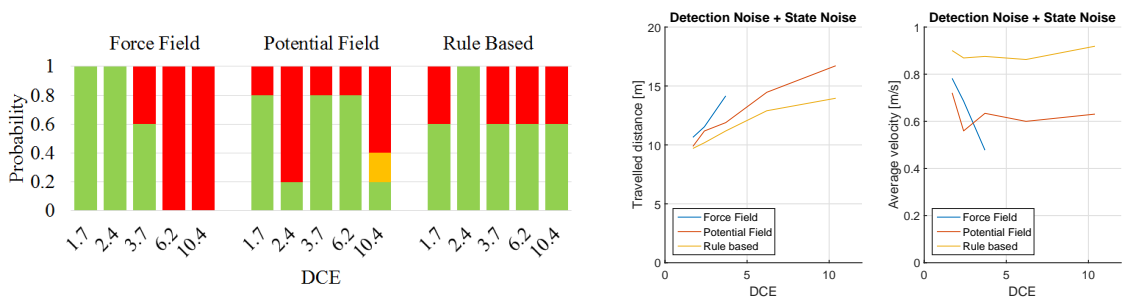 Force Field Potential Field Rule Based
1
0.8
0.6
0.4
0.2
0
Probability
1.7 2.4 3.7 6.2 10.4 1.7 2.4 3.7 6.2 10.4 1.7 2.4 3.7 6.2 10.4
DCE
Detection Noise + State Noise
20
15
10
5
0
Travelled distance [m]
Force Field
Potential Field
Rule based
0 5 10
DCE
Detection Noise + State Noise
1
0.8
0.6
0.4
0.2
0
Average velocity [m/s]
Force Field
Potential Field
Rule based
0 5 10
DCE